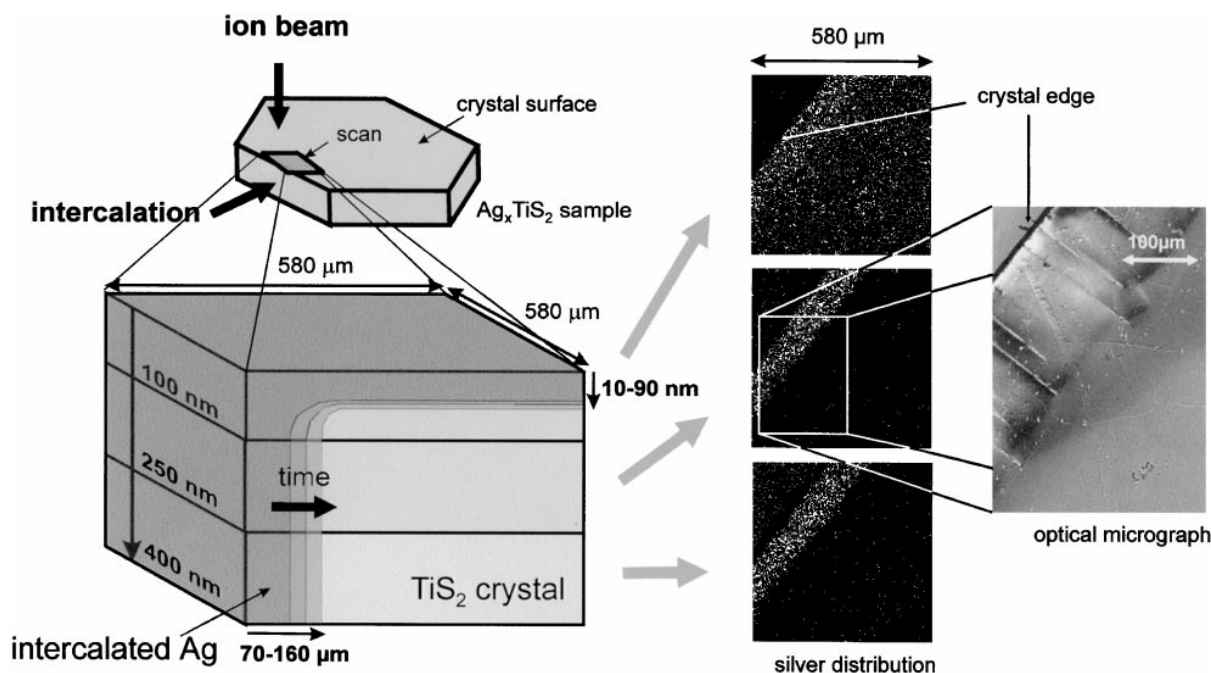 ion beam
crystal surface
scan
intercalation
AgₓTiS₂ sample
580 µm
580 µm
100 nm
250 nm
400 nm
10-90 nm
time
TiS₂ crystal
intercalated Ag
70-160 µm
580 µm
crystal edge
100µm
optical micrograph
silver distribution